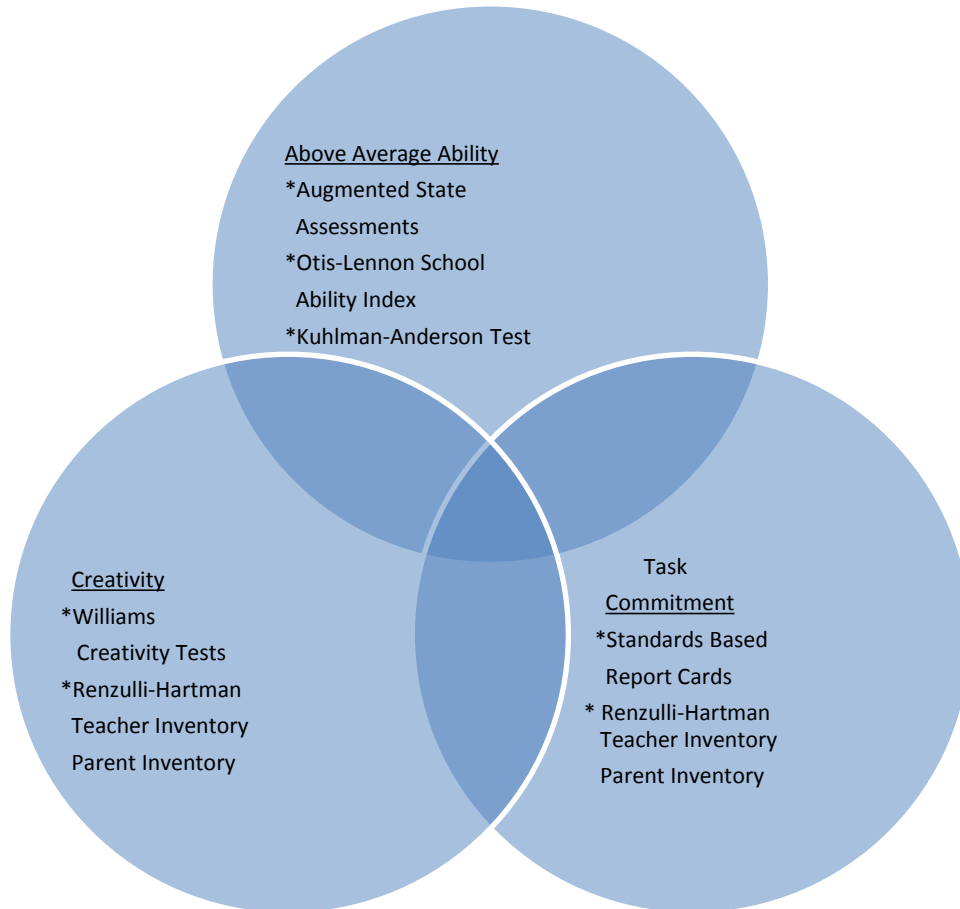 Above Average Ability
*Augmented State
Assessments
*Otis-Lennon School
Ability Index
*Kuhlman-Anderson Test
Creativity
*Williams
Creativity Tests
*Renzulli-Hartman
Teacher Inventory
Parent Inventory
Task
Commitment
*Standards Based
Report Cards
* Renzulli-Hartman
Teacher Inventory
Parent Inventory